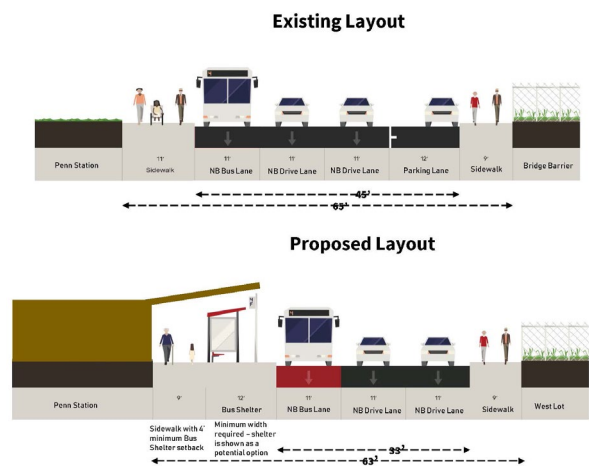 Existing Layout
Penn Station
11'
Sidewalk
11'
NB Bus Lane
11'
NB Drive Lane
11'
NB Drive Lane
12'
Parking Lane
9'
Sidewalk
Bridge Barrier
45'
65'
Proposed Layout
Penn Station
9'
12'
Bus Shelter
11'
NB Bus Lane
11'
NB Drive Lane
11'
NB Drive Lane
9'
Sidewalk
West Lot
Sidewalk with 4'
minimum Bus
Shelter setback
Minimum width
required – shelter
is shown as a
potential option
33'
63'